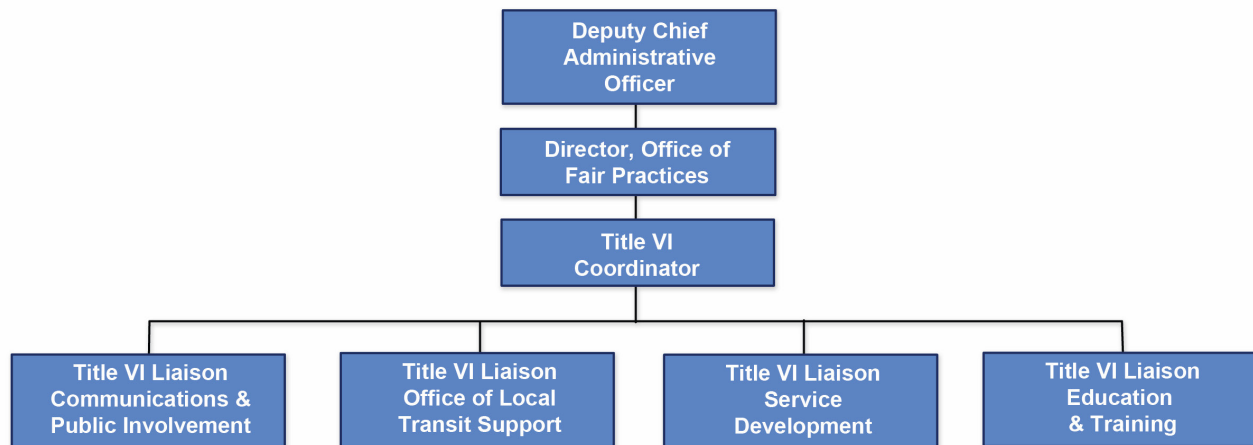 Deputy Chief
Administrative
Officer
Director, Office of
Fair Practices
Title VI
Coordinator
Title VI Liaison
Communications &
Public Involvement
Title VI Liaison
Office of Local
Transit Support
Title VI Liaison
Service
Development
Title VI Liaison
Education
& Training